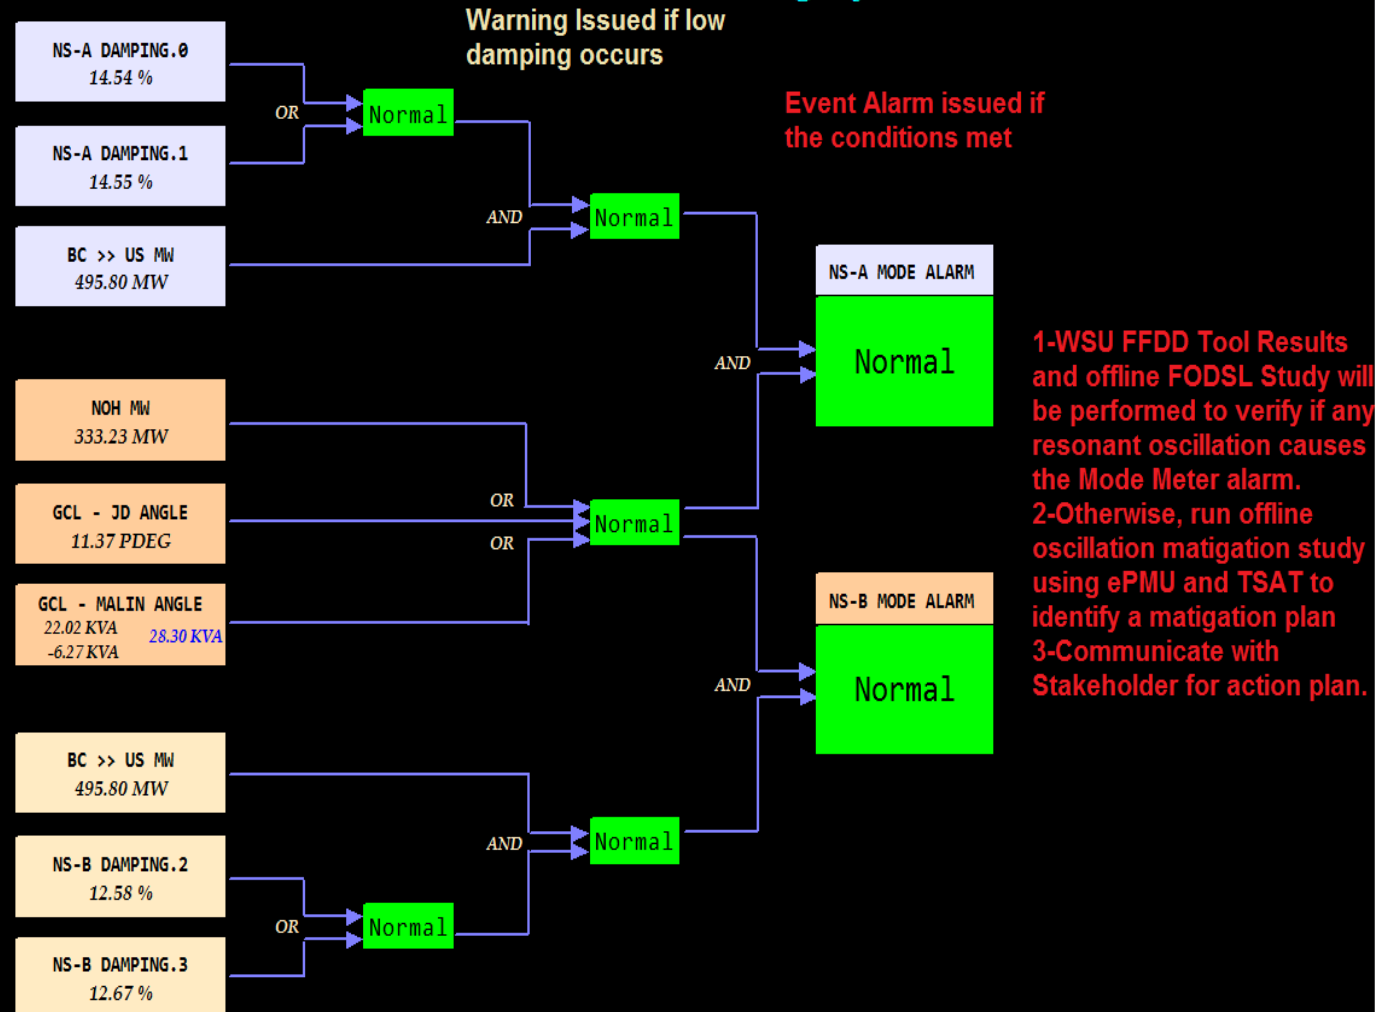 Warning Issued if low
damping occurs
NS-A DAMPING.0
14.54 %
OR
Normal
Event Alarm issued if
the conditions met
NS-A DAMPING.1
14.55 %
AND
Normal
BC >> US MW
495.80 MW
NS-A MODE ALARM
Normal
AND
1-WSU FFDD Tool Results
and offline FODSL Study will
be performed to verify if any
resonant oscillation causes
the Mode Meter alarm.
2-Otherwise, run offline
oscillation matigation study
using ePMU and TSAT to
identify a matigation plan
3-Communicate with
Stakeholder for action plan.
NOH MW
333.23 MW
OR
GCL - JD ANGLE
11.37 PDEG
Normal
OR
GCL - MALIN ANGLE
22.02 KVA
28.30 KVA
-6.27 KVA
NS-B MODE ALARM
Normal
AND
BC >> US MW
495.80 MW
AND
Normal
NS-B DAMPING.2
12.58 %
OR
Normal
NS-B DAMPING.3
12.67 %